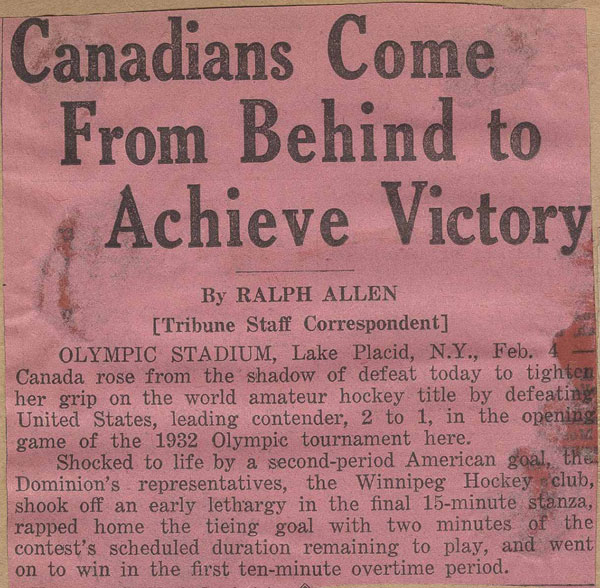 Canadians Come
From Behind to
Achieve Victory
By RALPH ALLEN
[Tribune Staff Correspondent]
OLYMPIC STADIUM, Lake Placid, N.Y., Feb. 4 —
Canada rose from the shadow of defeat today to tighten
her grip on the world amateur hockey title by defeating
United States, leading contender, 2 to 1, in the opening
game of the 1932 Olympic tournament here.
Shocked to life by a second-period American goal, the
Dominion's representatives, the Winnipeg Hockey club,
shook off an early lethargy in the final 15-minute stanza,
rapped home the tieing goal with two minutes of the
contest's scheduled duration remaining to play, and went
on to win in the first ten-minute overtime period.